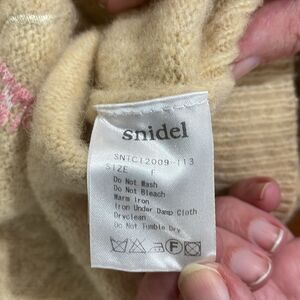 snidel
SNTC12009-113
SIZE F
Do Not Wash
Do Not Bleach
Warm Iron
Iron Under Damp Cloth
Dryclean
Do Not Tumble Dry
F